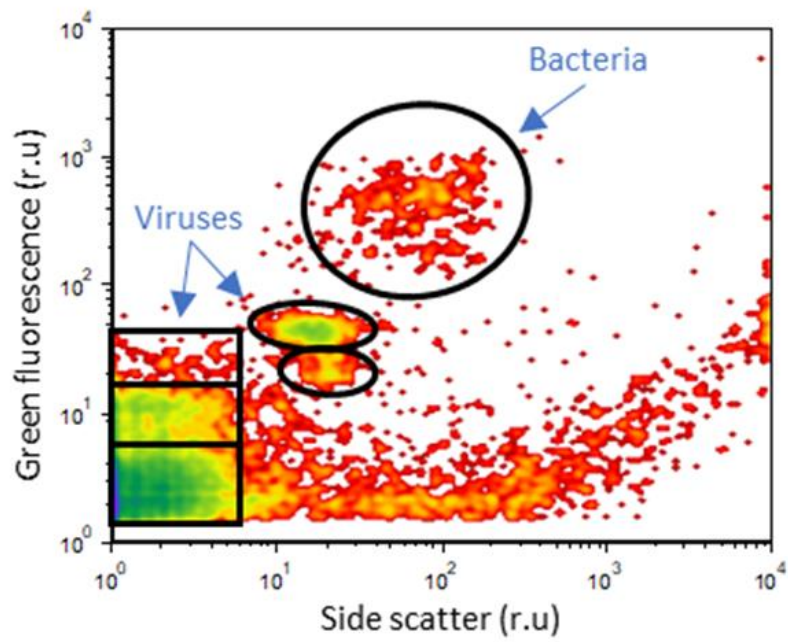 10⁴
Bacteria
10³
Viruses
10²
10¹
10⁰
Green fluorescence (r.u)
10⁰ 10¹ 10² 10³ 10⁴
Side scatter (r.u)